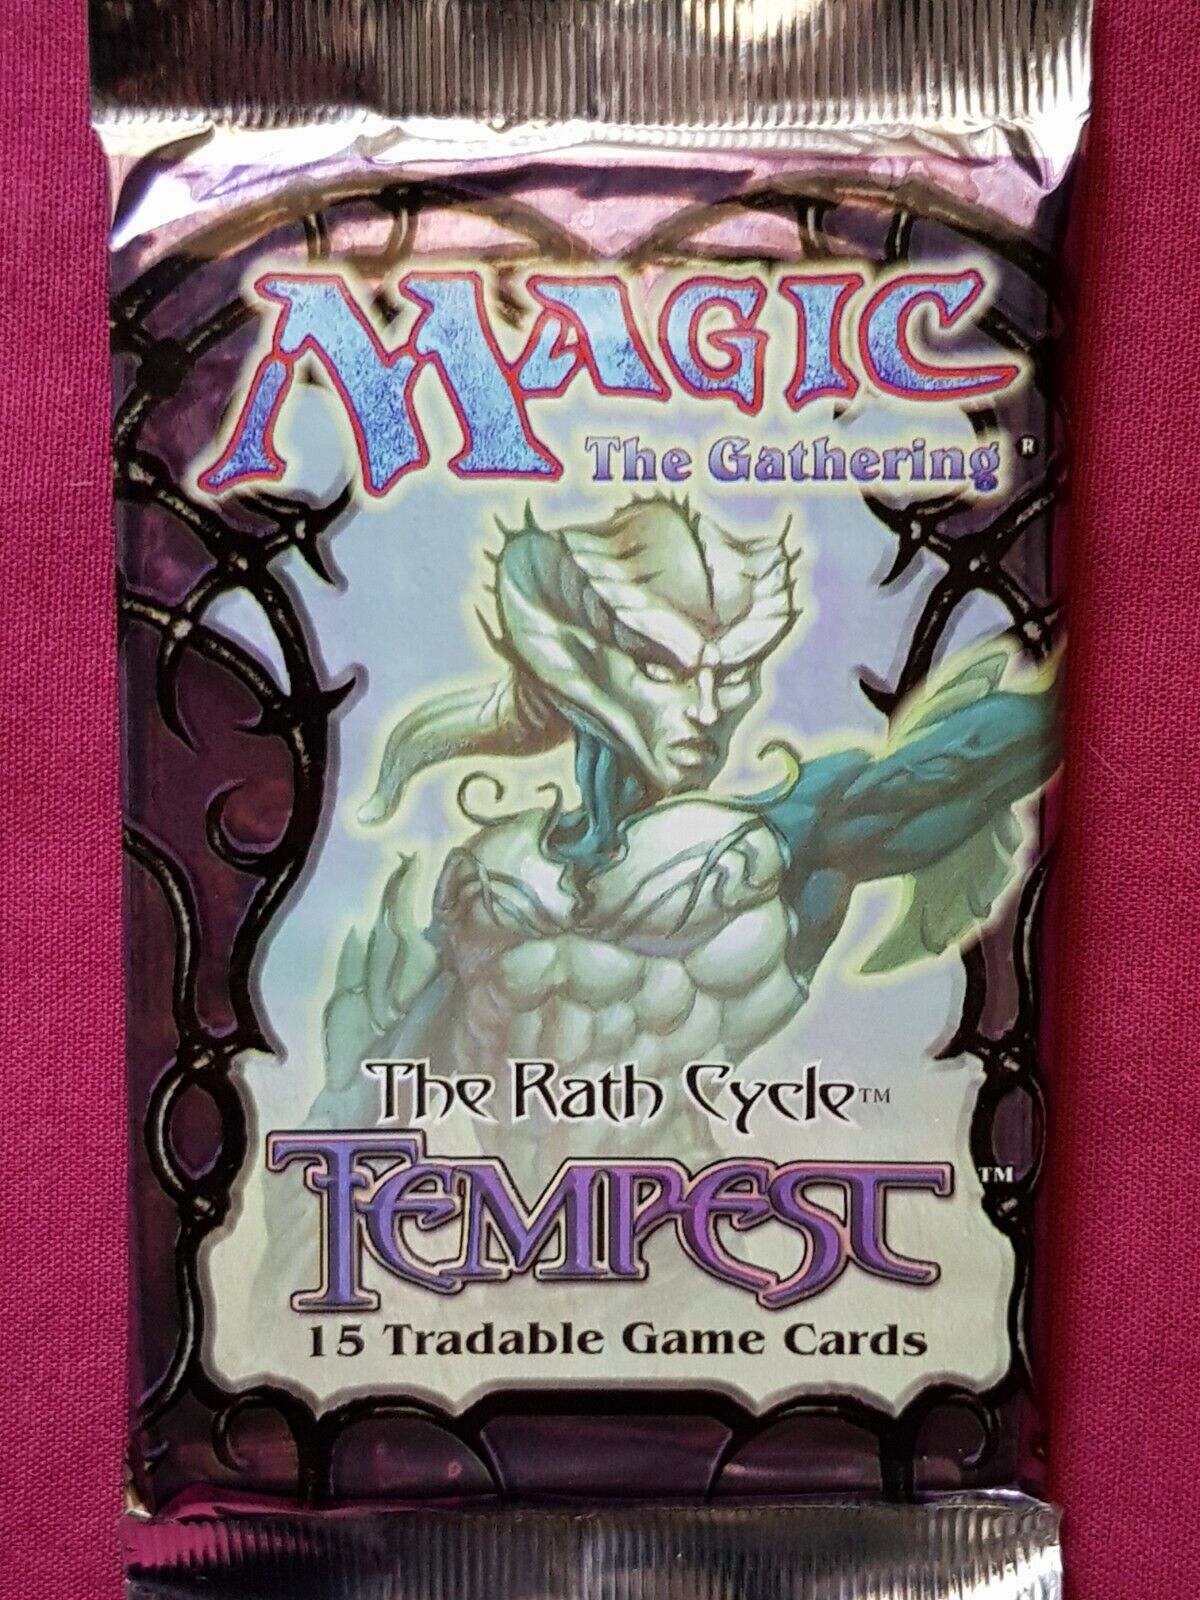 MAGIC
The Gathering®
The Rath Cycle™
TEMPEST™
15 Tradable Game Cards